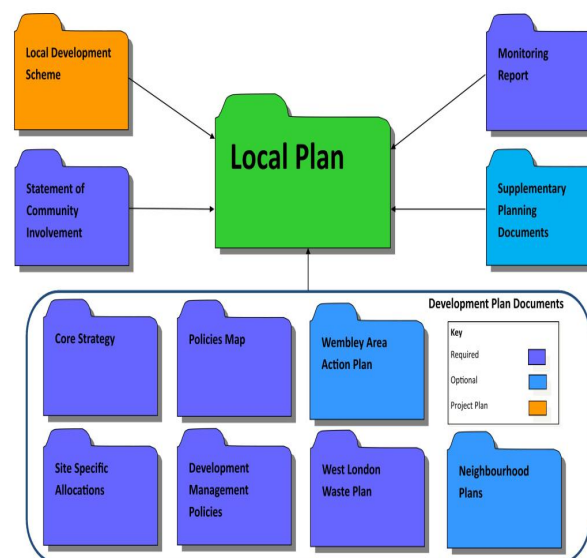 Local Development
Scheme
Monitoring
Report
Local Plan
Statement of
Community
Involvement
Supplementary
Planning
Documents
Development Plan Documents
Core Strategy
Policies Map
Wembley Area
Action Plan
Key
Required
Optional
Project Plan
Site Specific
Allocations
Development
Management
Policies
West London
Waste Plan
Neighbourhood
Plans